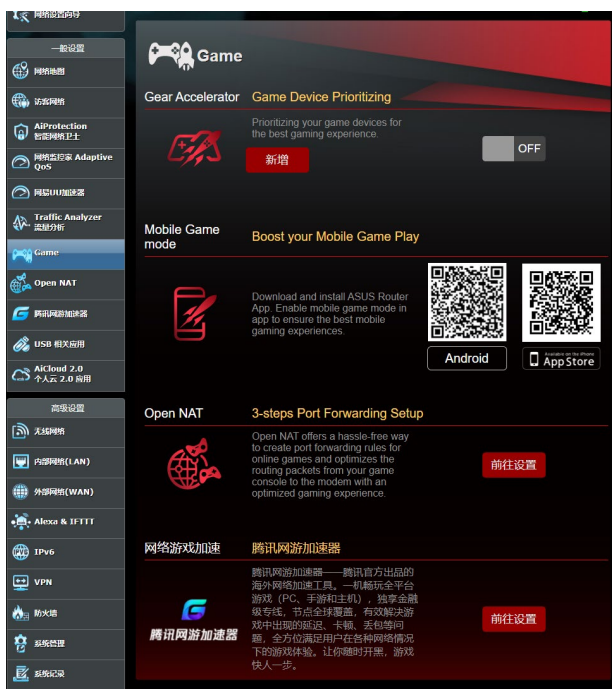 网络设置向导
一般设置
网络地图
访客网络
AiProtection
智能网络卫士
网络监控家 Adaptive
QoS
网易UU加速器
Traffic Analyzer
流量分析
Game
Open NAT
腾讯网游加速器
USB 相关应用
AiCloud 2.0
个人云 2.0 应用
高级设置
无线网络
内部网络(LAN)
外部网络(WAN)
Alexa & IFTTT
IPv6
VPN
防火墙
系统管理
系统记录
Game
Gear Accelerator
Game Device Prioritizing
Prioritizing your game devices for
the best gaming experience.
新增
OFF
Mobile Game
mode
Boost your Mobile Game Play
Download and install ASUS Router
App. Enable mobile game mode in
app to ensure the best mobile
gaming experiences.
Android
Available on the iPhone
App Store
Open NAT
3-steps Port Forwarding Setup
Open NAT offers a hassle-free way
to create port forwarding rules for
online games and optimizes the
routing packets from your game
console to the modem with an
optimized gaming experience.
前往设置
网络游戏加速
腾讯网游加速器
腾讯网游加速器
腾讯网游加速器——腾讯官方出品的
海外网络加速工具。一机畅玩全平台
游戏（PC、手游和主机），独享金融
级专线，节点全球覆盖，有效解决游
戏中出现的延迟、卡顿、丢包等问
题，全方位满足用户在各种网络情况
下的游戏体验。让你随时开黑，游戏
快人一步。
前往设置